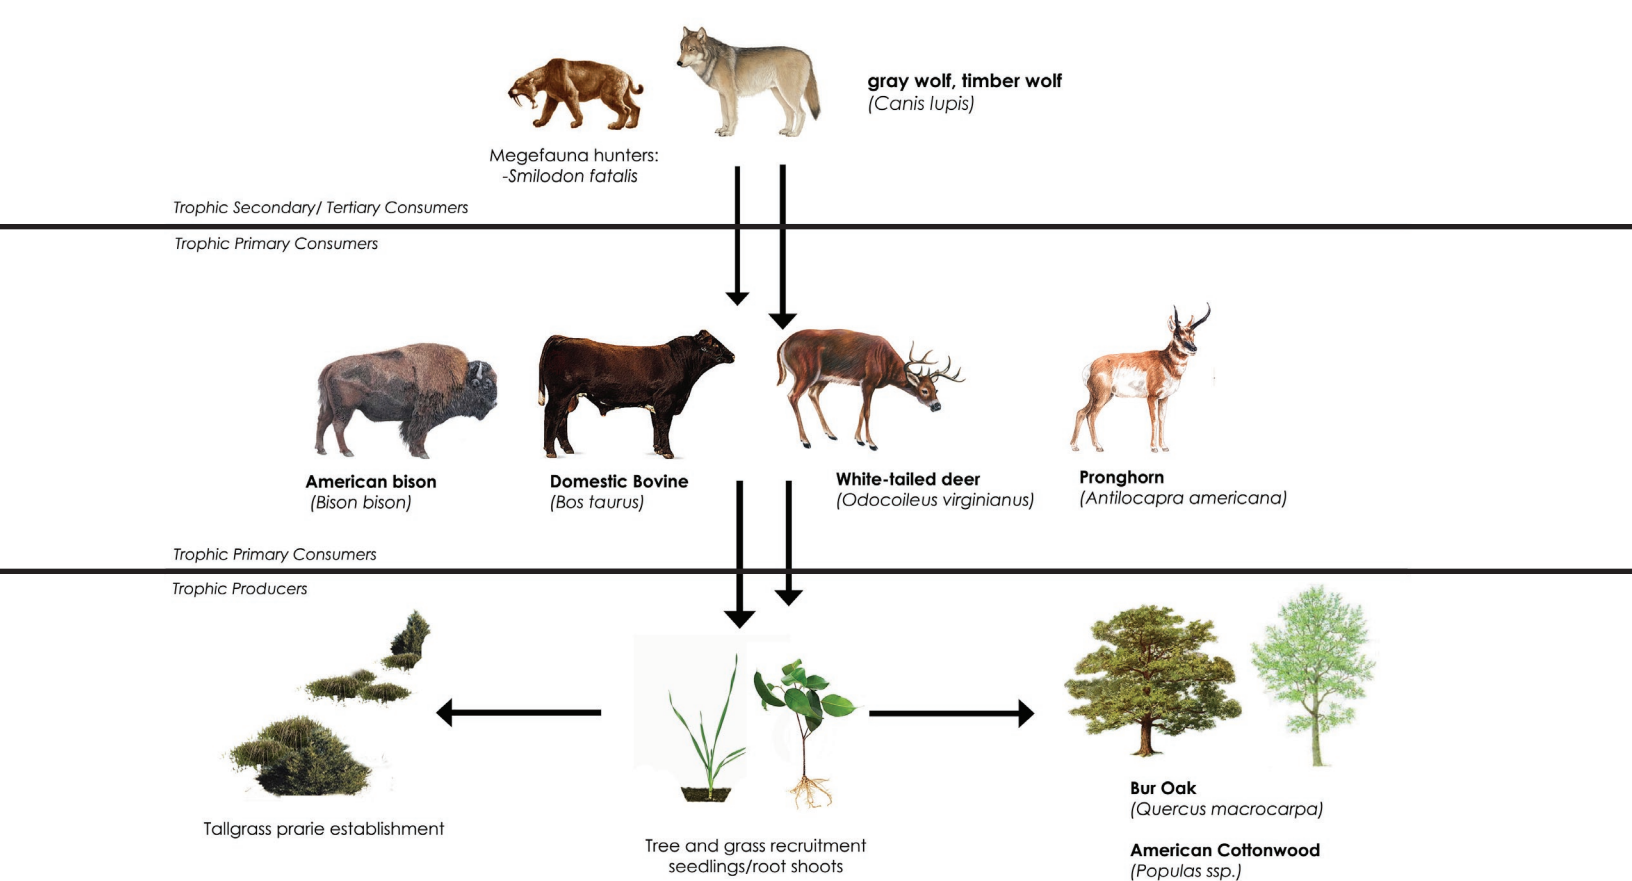 gray wolf, timber wolf
(Canis lupis)
Megefauna hunters:
-Smilodon fatalis
Trophic Secondary/ Tertiary Consumers
Trophic Primary Consumers
American bison
(Bison bison)
Domestic Bovine
(Bos taurus)
White-tailed deer
(Odocoileus virginianus)
Pronghorn
(Antilocapra americana)
Trophic Primary Consumers
Trophic Producers
Tallgrass prarie establishment
Tree and grass recruitment
seedlings/root shoots
Bur Oak
(Quercus macrocarpa)
American Cottonwood
(Populas ssp.)